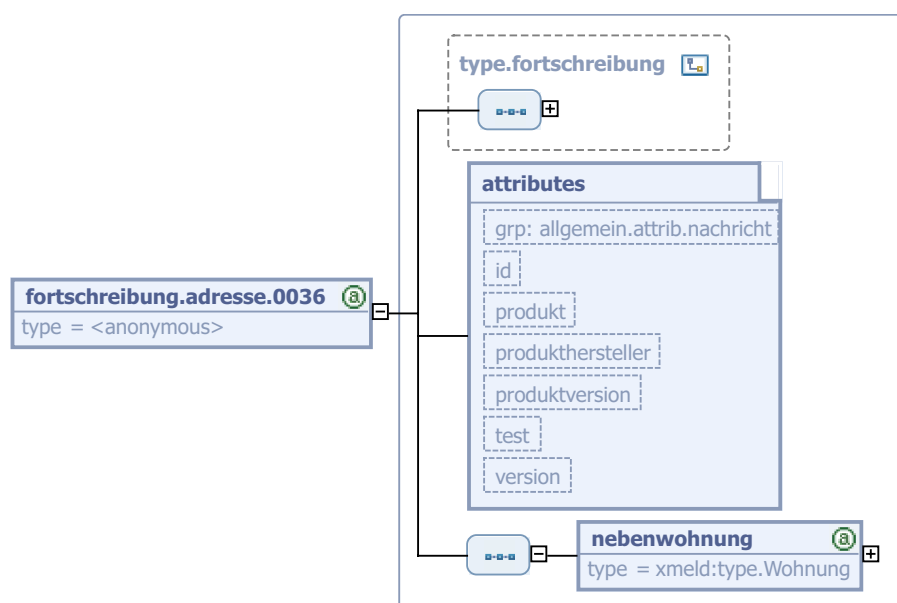 type.fortschreibung
attributes
grp: allgemein.attrib.nachricht
id
produkt
produkthersteller
produktversion
test
version
fortschreibung.adresse.0036
type = <anonymous>
nebenwohnung
type = xmeld:type.Wohnung